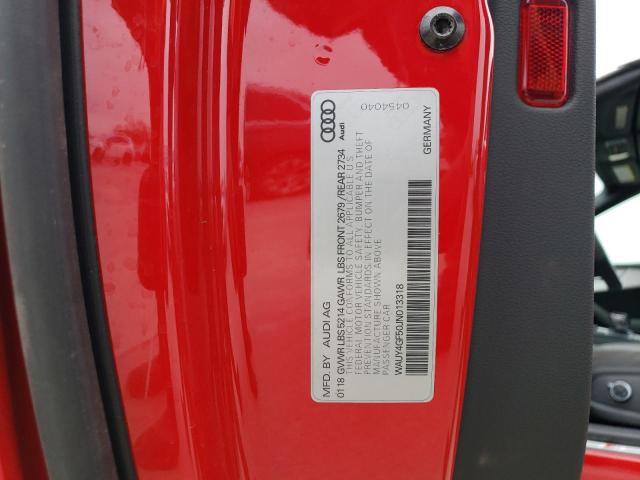 MFD. BY AUDI AG
0118 GVWR LBS 5214 GAWR LBS FRONT 2679 / REAR 2734
THIS VEHICLE CONFORMS TO ALL APPLICABLE U.S.
FEDERAL MOTOR VEHICLE SAFETY, BUMPER AND THEFT
PREVENTION STANDARDS IN EFFECT ON THE DATE OF
MANUFACTURE SHOWN ABOVE
PASSENGER CAR
WAUY4GF50JN013318
Audi
0454040
GERMANY